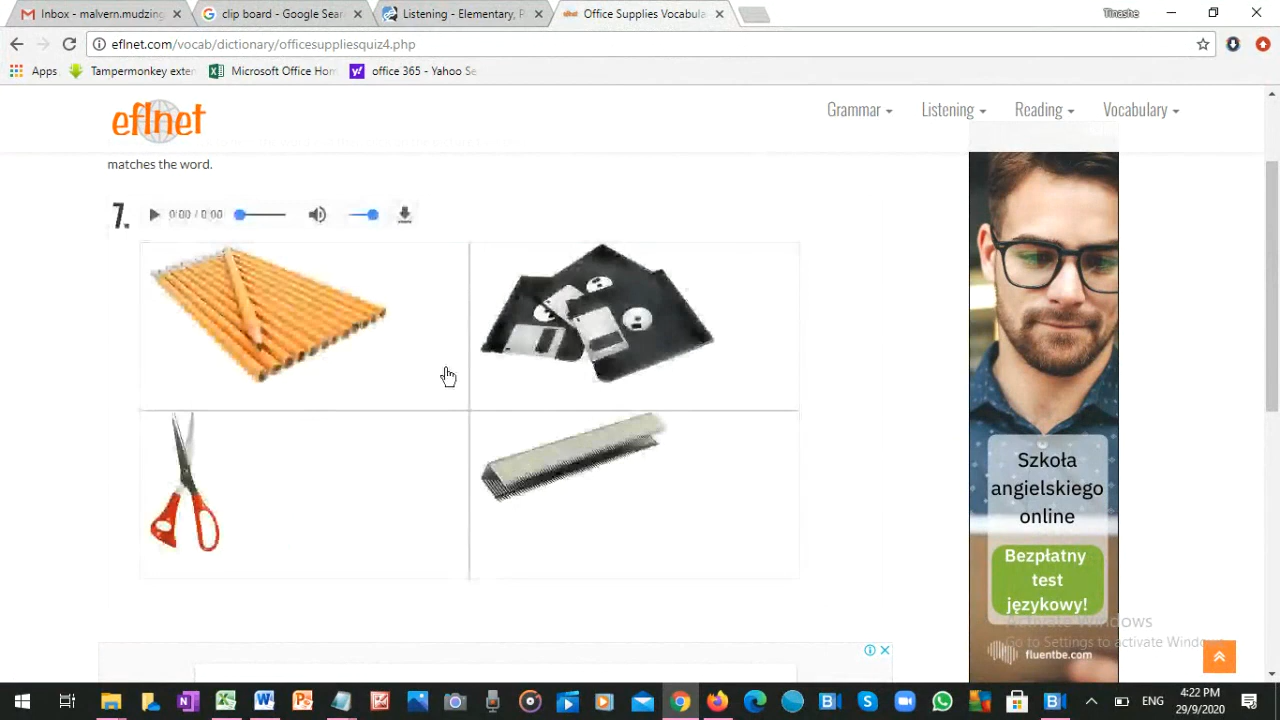 Inbox - malvern.mudzing
clip board - Google Sear
Listening - Elementary, P
Office Supplies Vocabula
Tinashe
eflnet.com/vocab/dictionary/officesuppliesquiz4.php
Apps
Tampermonkey exter
Microsoft Office Hom
office 365 - Yahoo Se
eflnet
Grammar
Listening
Reading
Vocabulary
matches the word.
7.
0:00 / 0:00
Szkoła
angielskiego
online
Bezpłatny
test
językowy!
fluentbe.com
Activate Windows
Go to Settings to activate Windows.
ENG
4:22 PM
29/9/2020